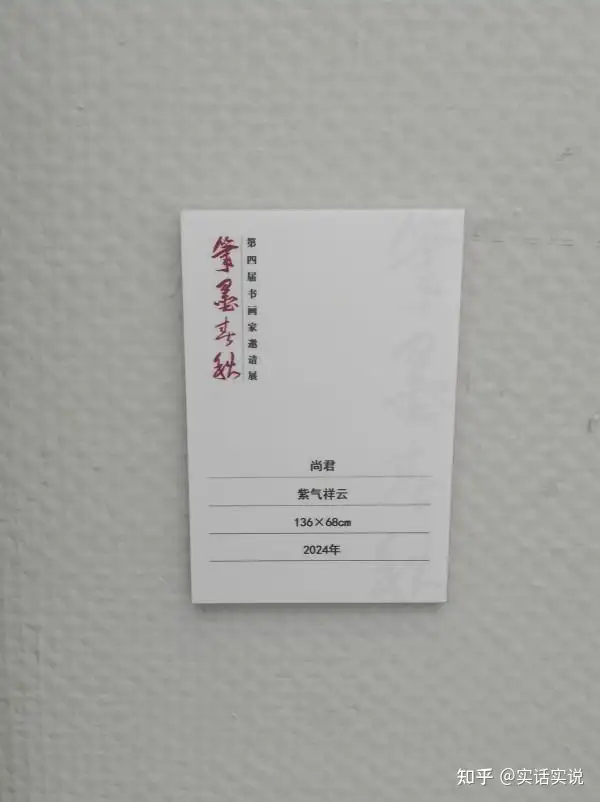 筆墨春秋
第四届书画家邀请展
尚君
紫气祥云
136×68cm
2024年
知乎 @实话实说